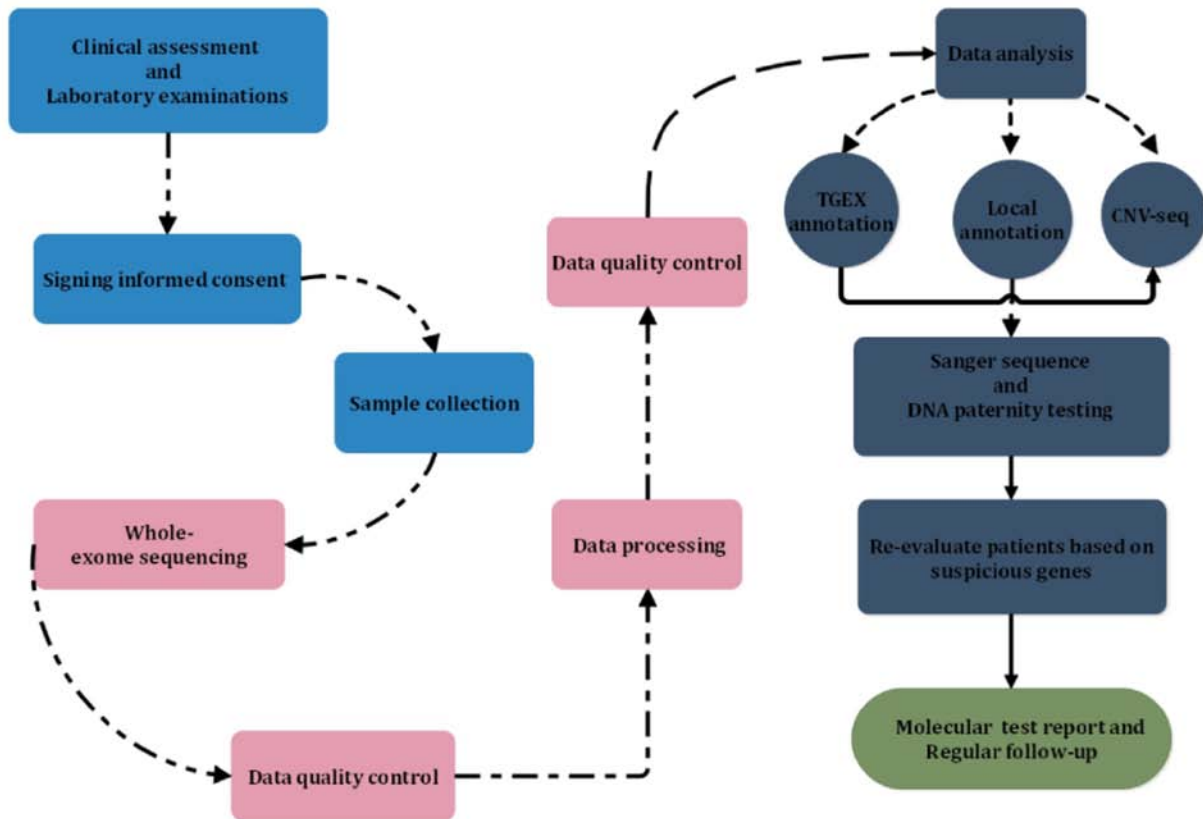 Clinical assessment
and
Laboratory examinations
Signing informed consent
Sample collection
Whole-
exome sequencing
Data quality control
Data processing
Data quality control
Data analysis
TGEX
annotation
Local
annotation
CNV-seq
Sanger sequence
and
DNA paternity testing
Re-evaluate patients based on
suspicious genes
Molecular test report and
Regular follow-up